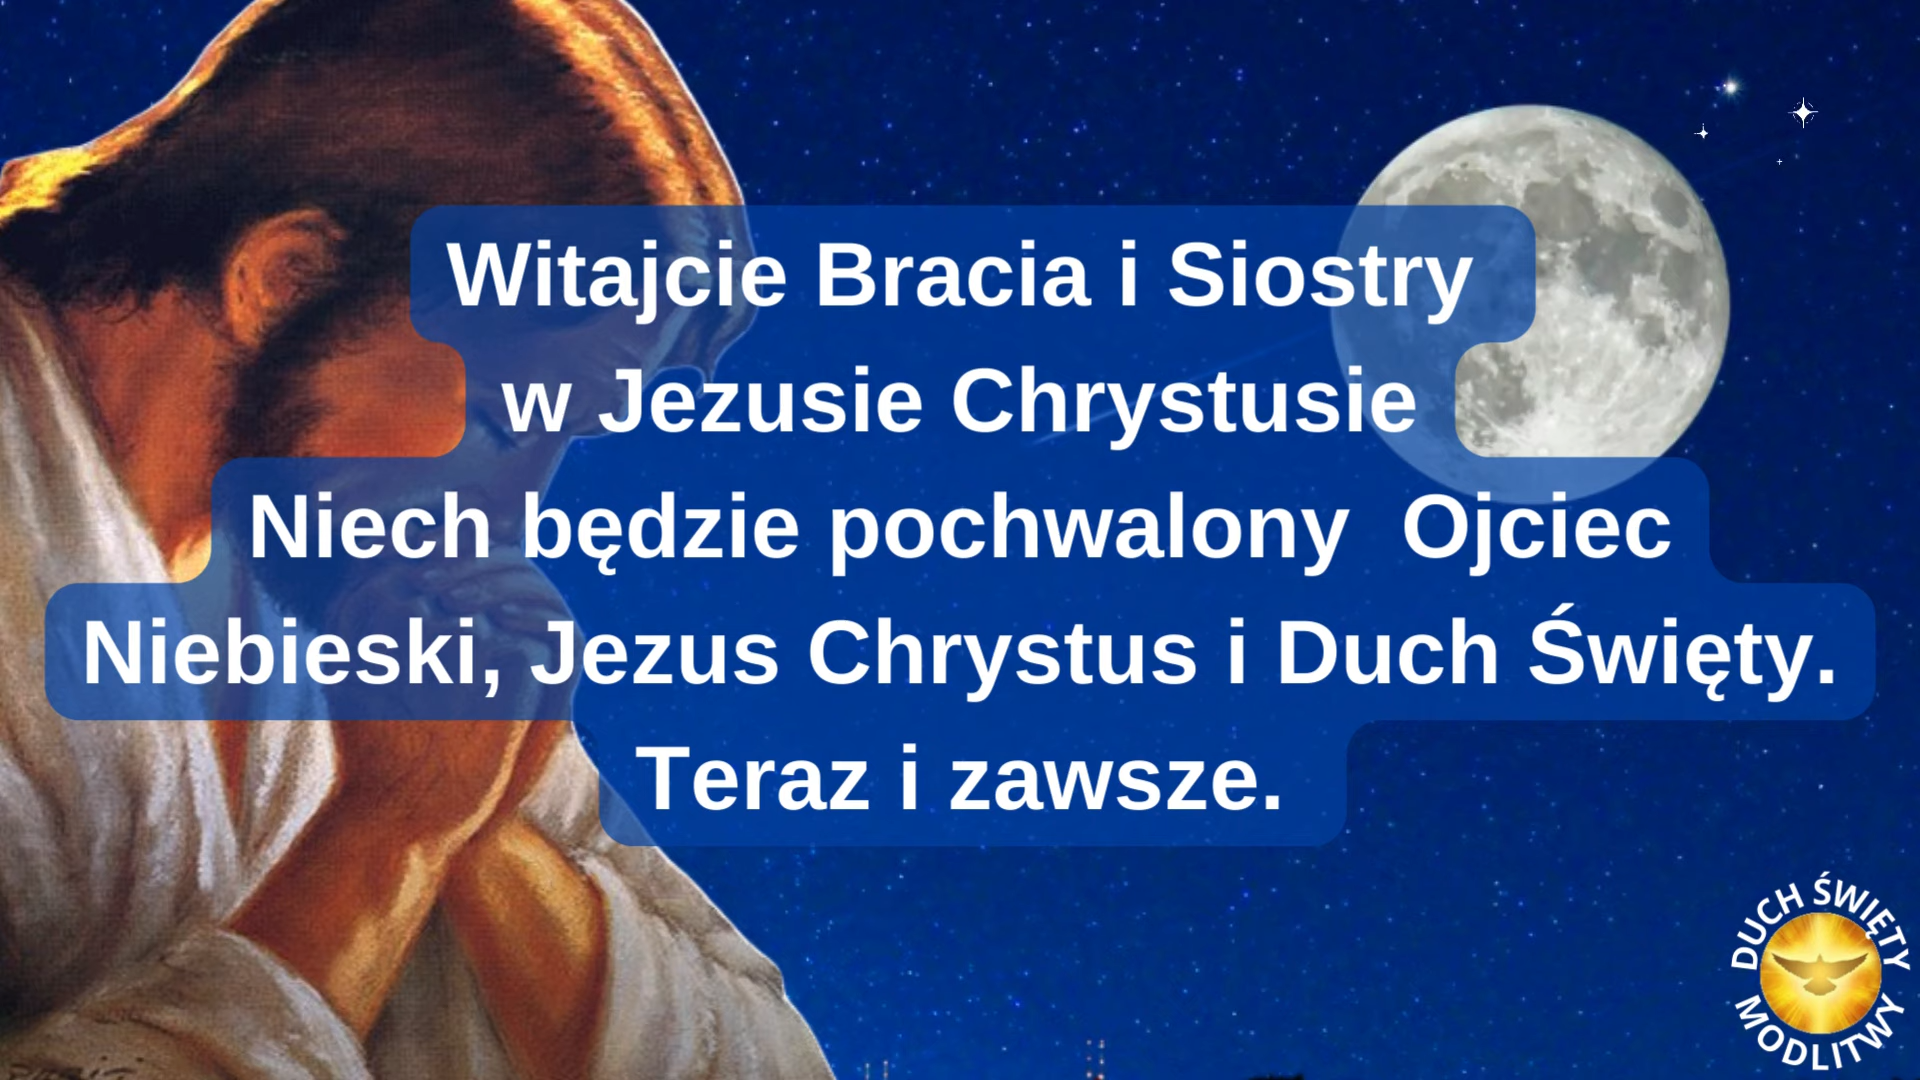 Witajcie Bracia i Siostry
w Jezusie Chrystusie
Niech będzie pochwalony Ojciec
Niebieski, Jezus Chrystus i Duch Święty.
Teraz i zawsze.
DUCH ŚWIĘTY
MODLITWY